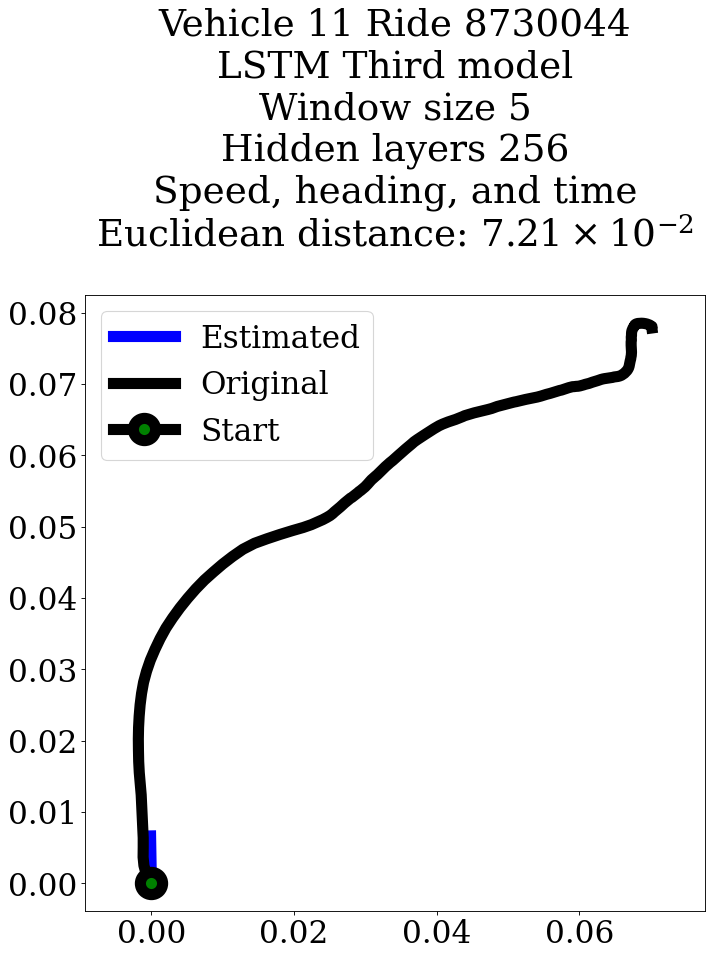 Vehicle 11 Ride 8730044
LSTM Third model
Window size 5
Hidden layers 256
Speed, heading, and time
Euclidean distance: 7.21 × 10⁻²
Estimated
Original
Start
0.08
0.07
0.06
0.05
0.04
0.03
0.02
0.01
0.00
0.00 0.02 0.04 0.06